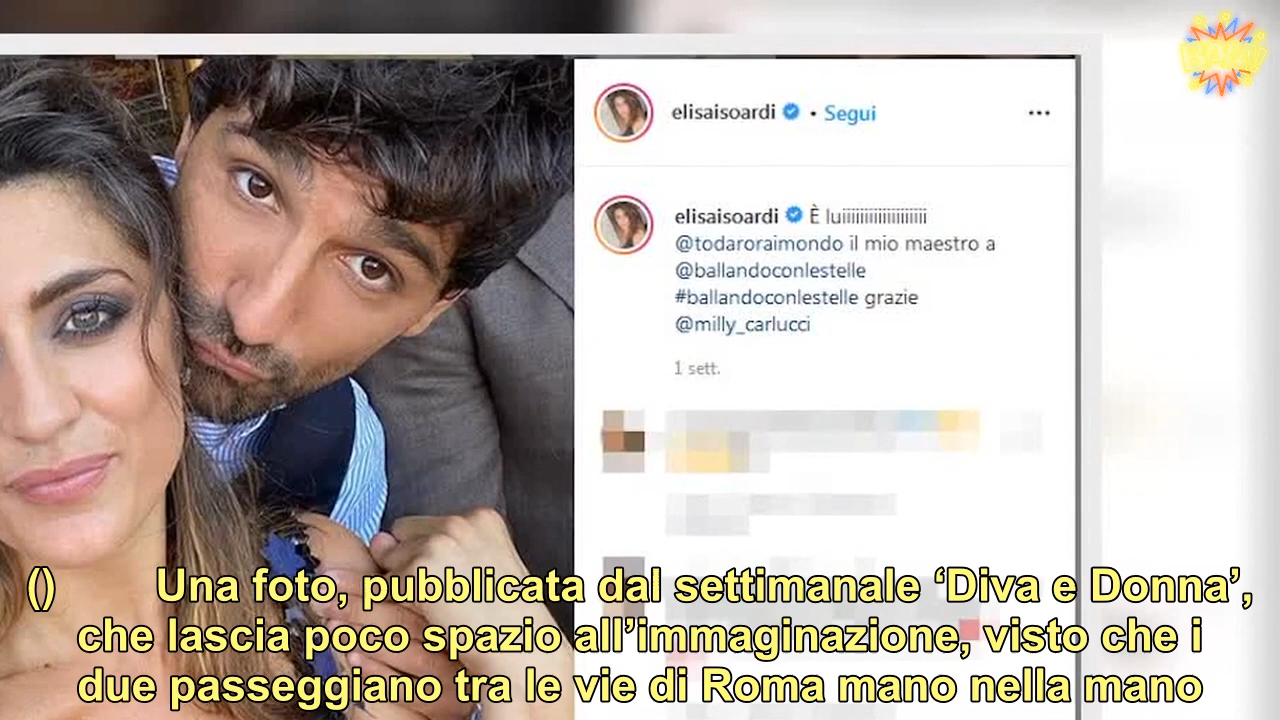 elisaisoardi • Segui
elisaisoardi È luiiiiiiiiiiiiiiiiiiii
@todaroraimondo il mio maestro a
@ballandoconlestelle
#ballandoconlestelle grazie
@milly_carlucci
1 sett.
() Una foto, pubblicata dal settimanale ‘Diva e Donna’,
che lascia poco spazio all’immaginazione, visto che i
due passeggiano tra le vie di Roma mano nella mano